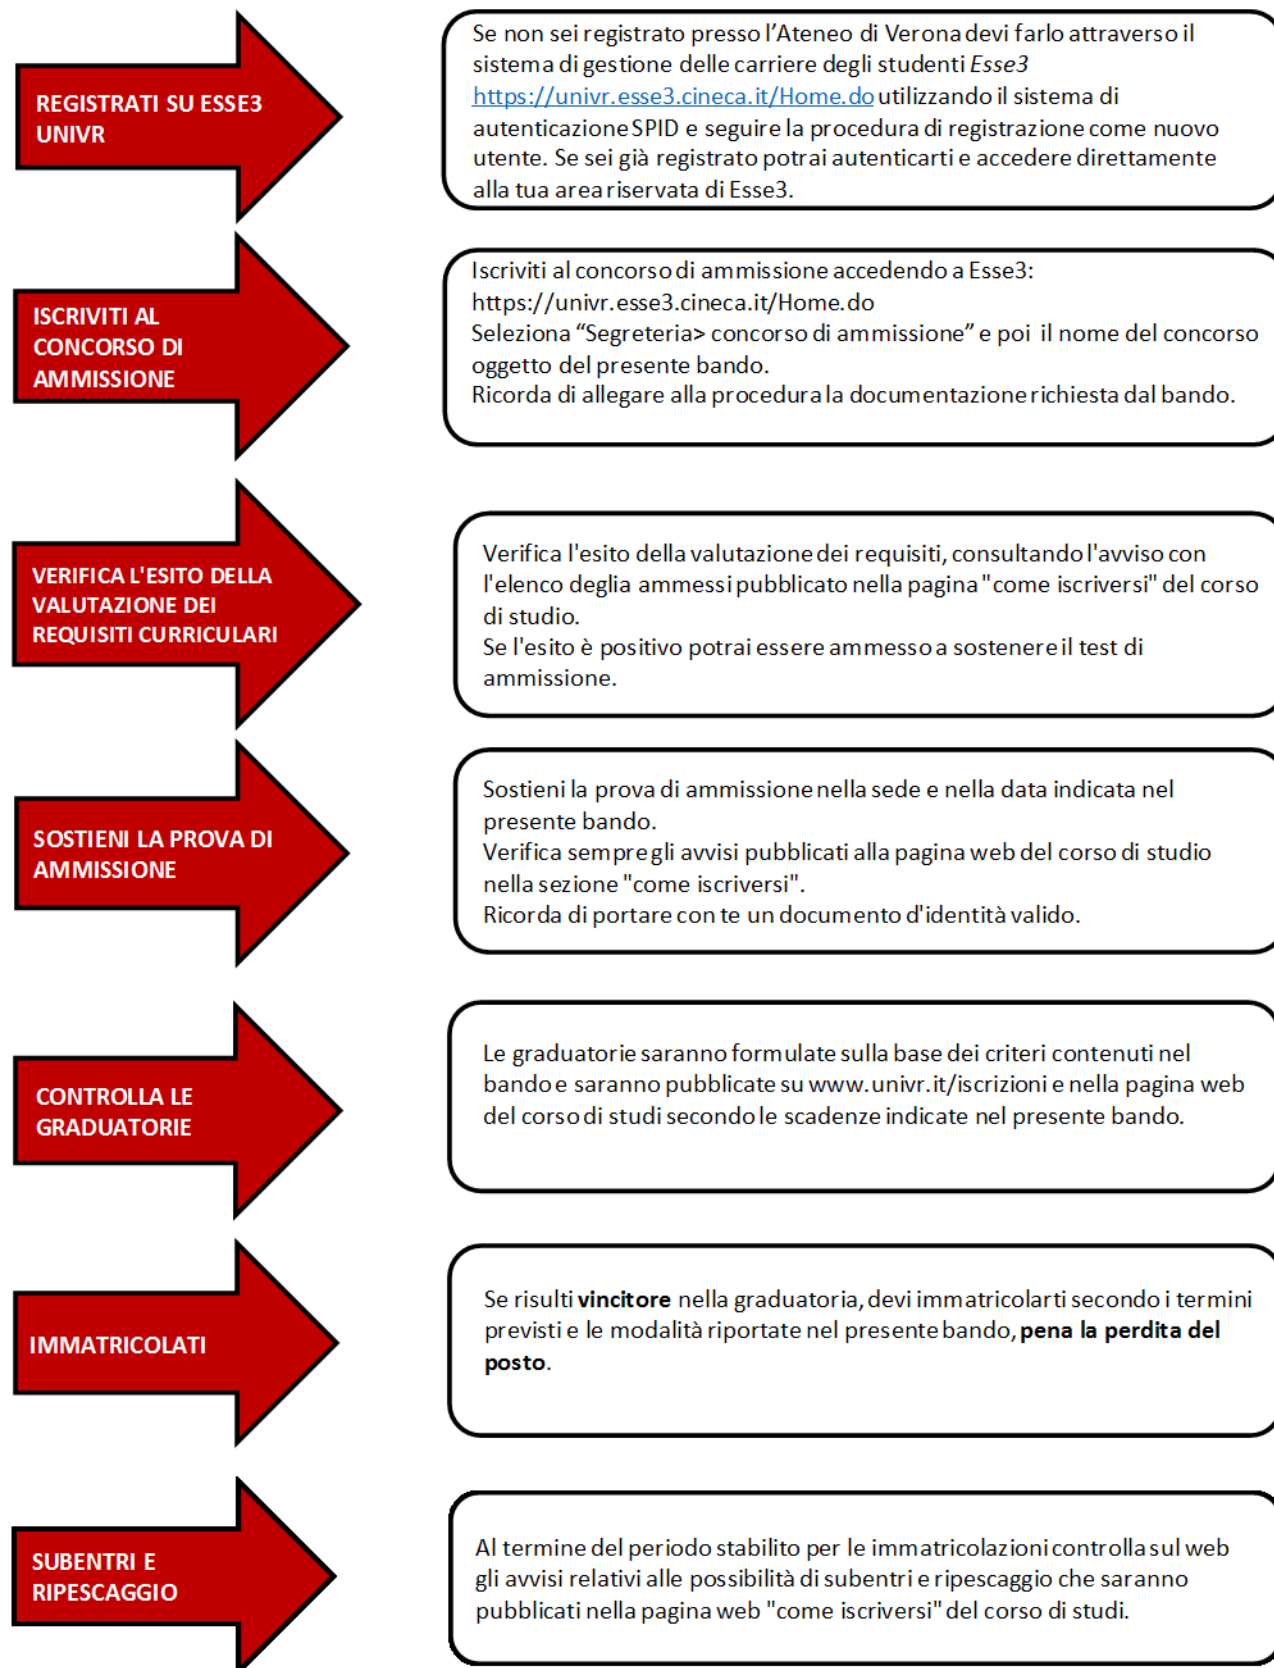 REGISTRATI SU ESSE3
UNIVR
Se non sei registrato presso l'Ateneo di Verona devi farlo attraverso il
sistema di gestione delle carriere degli studenti Esse3
https://univr.esse3.cineca.it/Home.do utilizzando il sistema di
autenticazione SPID e seguire la procedura di registrazione come nuovo
utente. Se sei già registrato potrai autenticarti e accedere direttamente
alla tua area riservata di Esse3.
ISCRIVITI AL
CONCORSO DI
AMMISSIONE
Iscriviti al concorso di ammissione accedendo a Esse3:
https://univr.esse3.cineca.it/Home.do
Seleziona “Segreteria> concorso di ammissione” e poi il nome del concorso
oggetto del presente bando.
Ricorda di allegare alla procedura la documentazione richiesta dal bando.
VERIFICA L'ESITO DELLA
VALUTAZIONE DEI
REQUISITI CURRICULARI
Verifica l'esito della valutazione dei requisiti, consultando l'avviso con
l'elenco deglia ammessi pubblicato nella pagina "come iscriversi" del corso
di studio.
Se l'esito è positivo potrai essere ammesso a sostenere il test di
ammissione.
SOSTIENI LA PROVA DI
AMMISSIONE
Sostieni la prova di ammissione nella sede e nella data indicata nel
presente bando.
Verifica sempre gli avvisi pubblicati alla pagina web del corso di studio
nella sezione "come iscriversi".
Ricorda di portare con te un documento d'identità valido.
CONTROLLA LE
GRADUATORIE
Le graduatorie saranno formulate sulla base dei criteri contenuti nel
bando e saranno pubblicate su www.univr.it/iscrizioni e nella pagina web
del corso di studi secondo le scadenze indicate nel presente bando.
IMMATRICOLATI
Se risulti vincitore nella graduatoria, devi immatricolarti secondo i termini
previsti e le modalità riportate nel presente bando, pena la perdita del
posto.
SUBENTRI E
RIPESCAGGIO
Al termine del periodo stabilito per le immatricolazioni controlla sul web
gli avvisi relativi alle possibilità di subentri e ripescaggio che saranno
pubblicati nella pagina web "come iscriversi" del corso di studi.